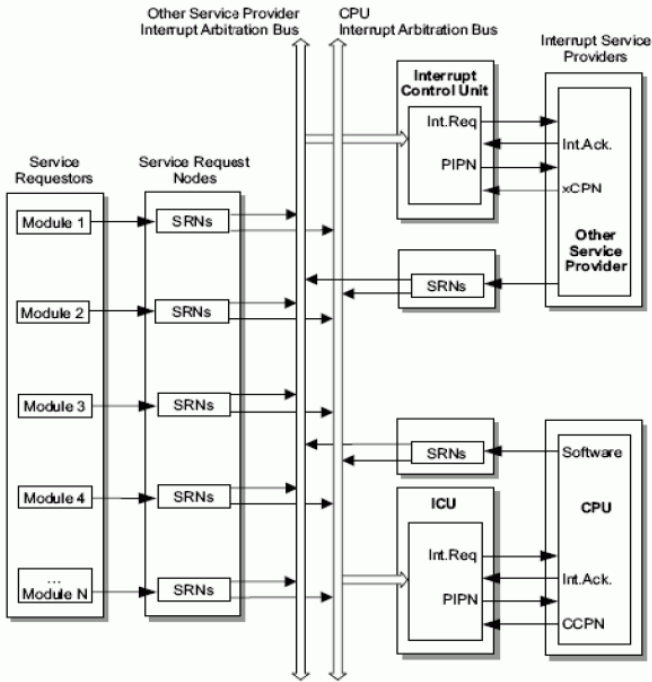 Other Service Provider
Interrupt Arbitration Bus
CPU
Interrupt Arbitration Bus
Interrupt Service
Providers
Interrupt
Control Unit
Int.Req
PIPN
Int.Ack.
xCPN
Other
Service
Provider
SRNs
Service
Requestors
Service Request
Nodes
Module 1
SRNs
Module 2
SRNs
Module 3
SRNs
Module 4
SRNs
...
Module N
SRNs
SRNs
Software
CPU
ICU
Int.Req
PIPN
Int.Ack.
CCPN